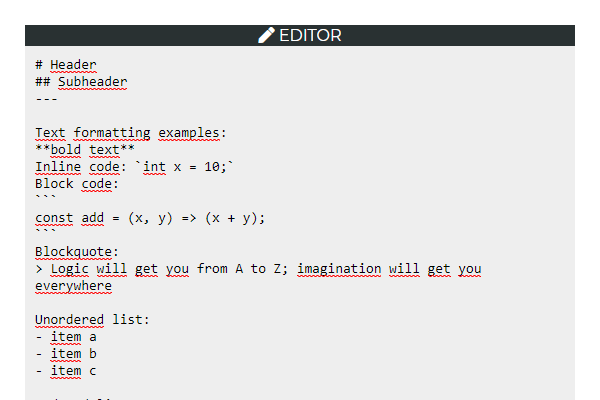 EDITOR
# Header
## Subheader
---
Text formatting examples:
**bold text**
Inline code: `int x = 10;`
Block code:
```
const add = (x, y) => (x + y);
```
Blockquote:
> Logic will get you from A to Z; imagination will get you
everywhere
Unordered list:
- item a
- item b
- item c